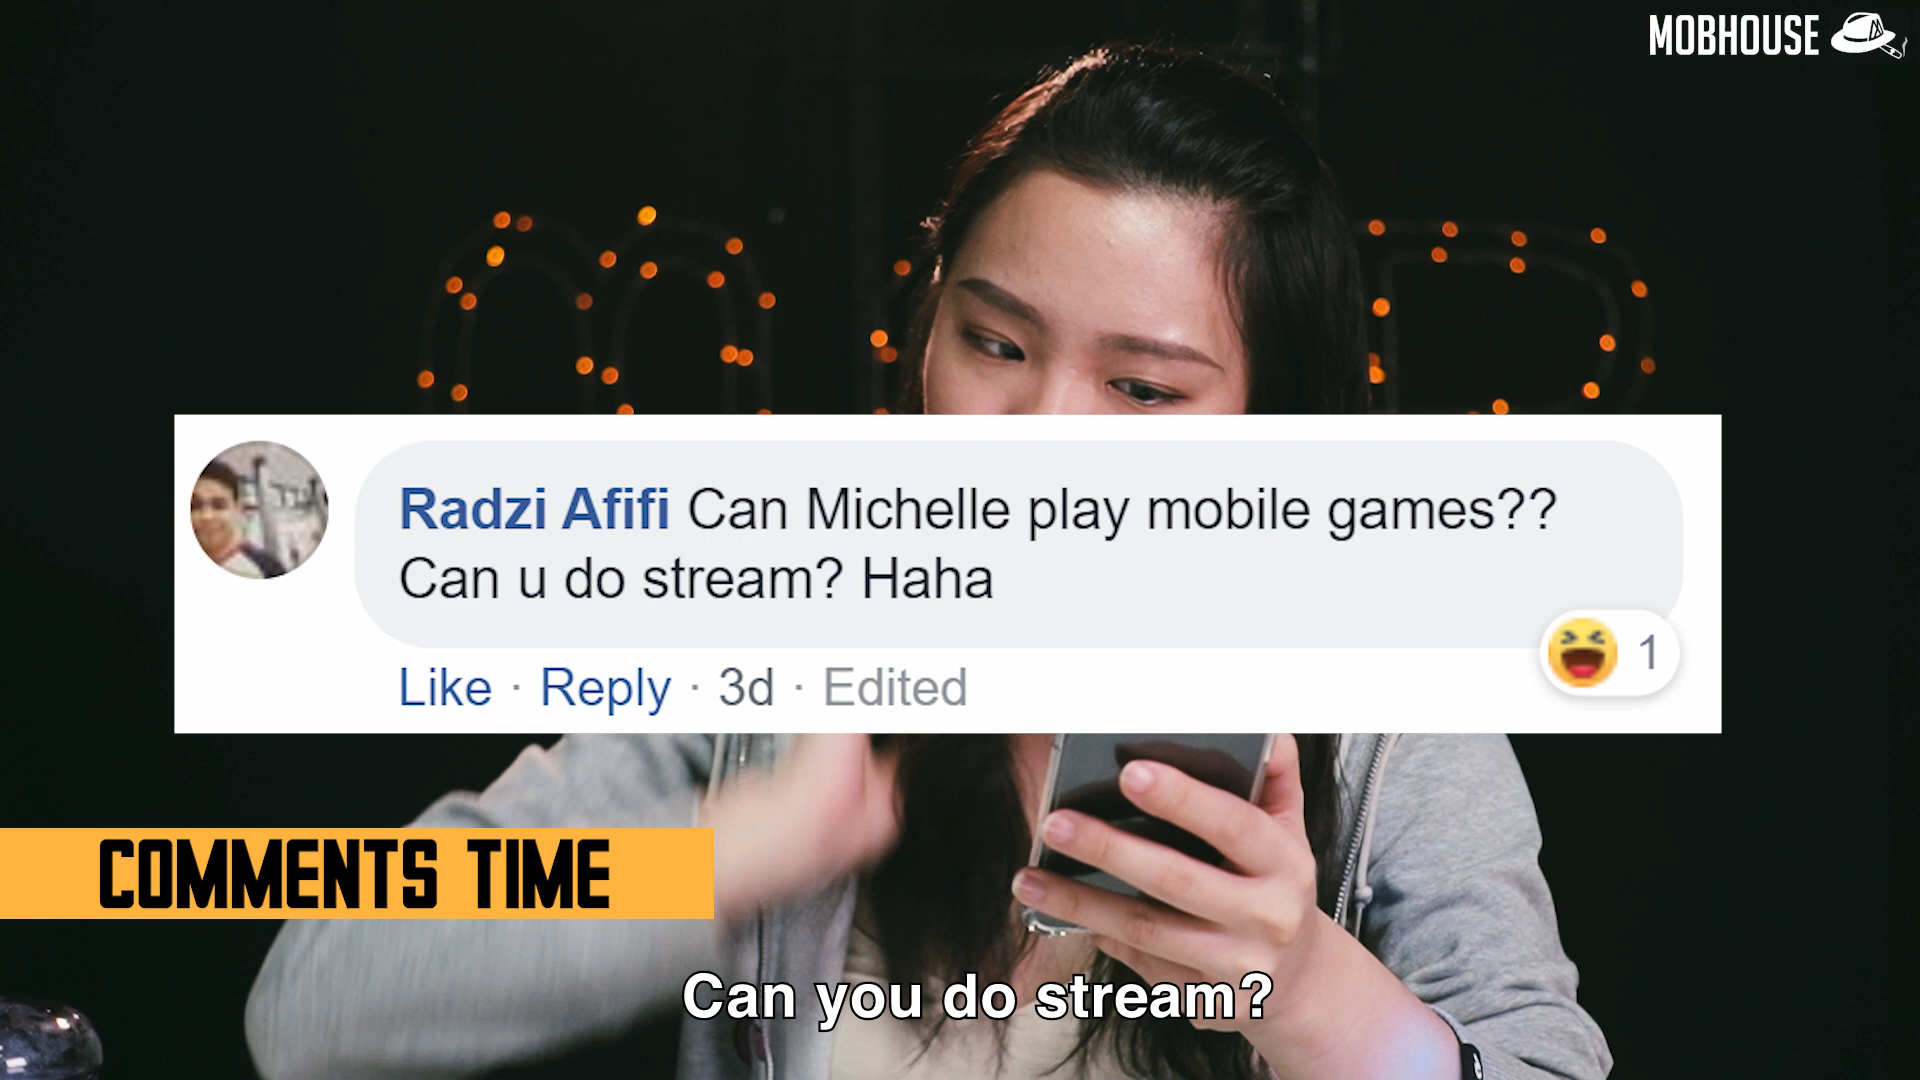 MOBHOUSE
Radzi Afifi Can Michelle play mobile games??
Can u do stream? Haha
1
Like · Reply · 3d · Edited
COMMENTS TIME
Can you do stream?